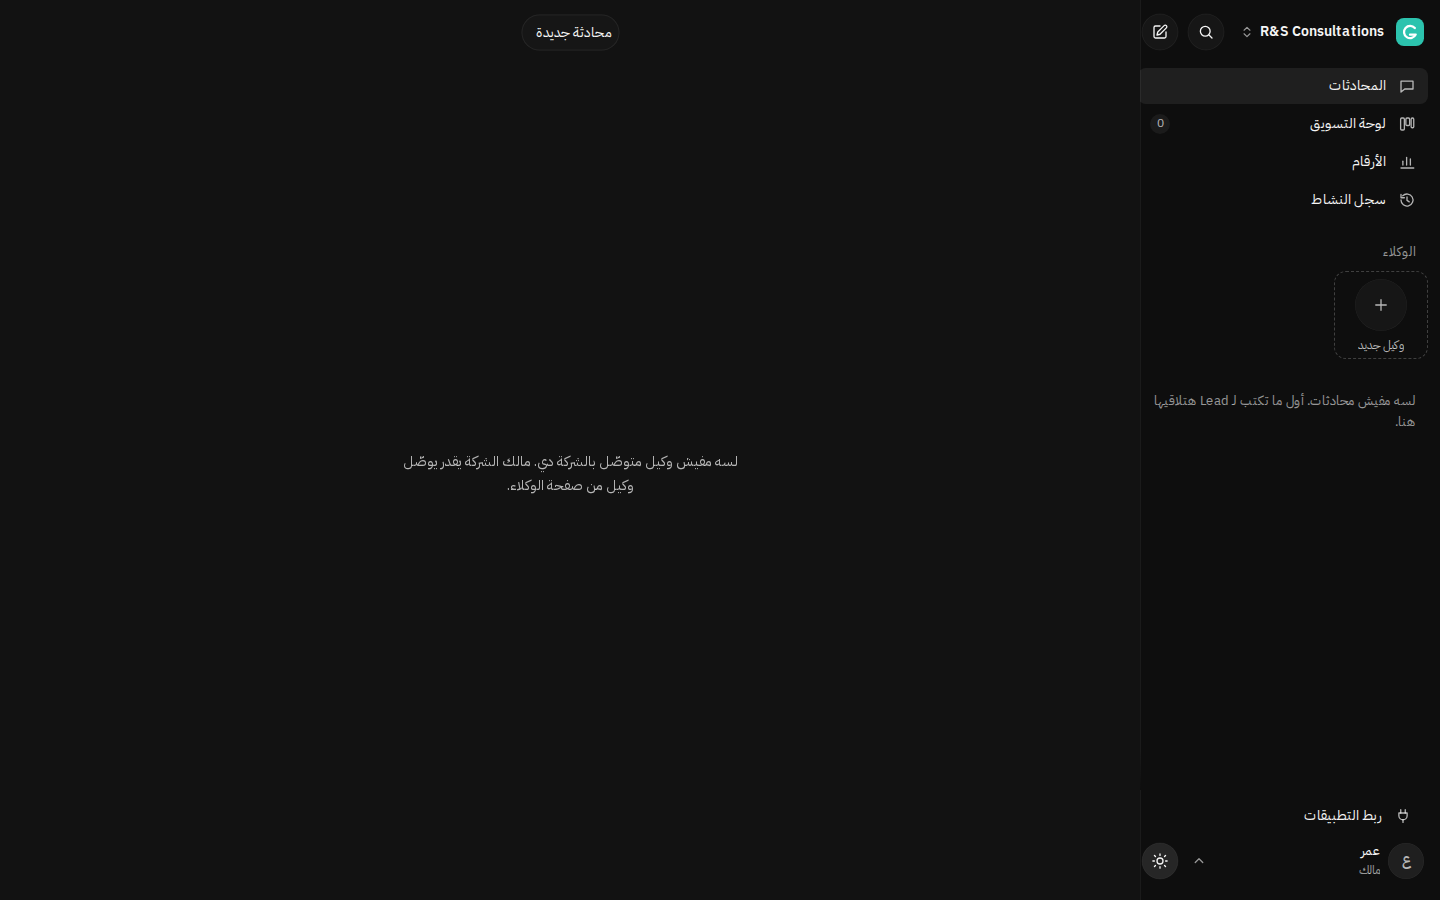 R&S Consultations
المحادثات
لوحة التسويق
0
الأرقام
سجل النشاط
الوكلاء
وكيل جديد
لسه مفيش محادثات. أول ما تكتب لـ Lead هتلاقيها
هنا.
ربط التطبيقات
ع
عمر
مالك
محادثة جديدة
لسه مفيش وكيل متوصّل بالشركة دي. مالك الشركة يقدر يوصّل
وكيل من صفحة الوكلاء.